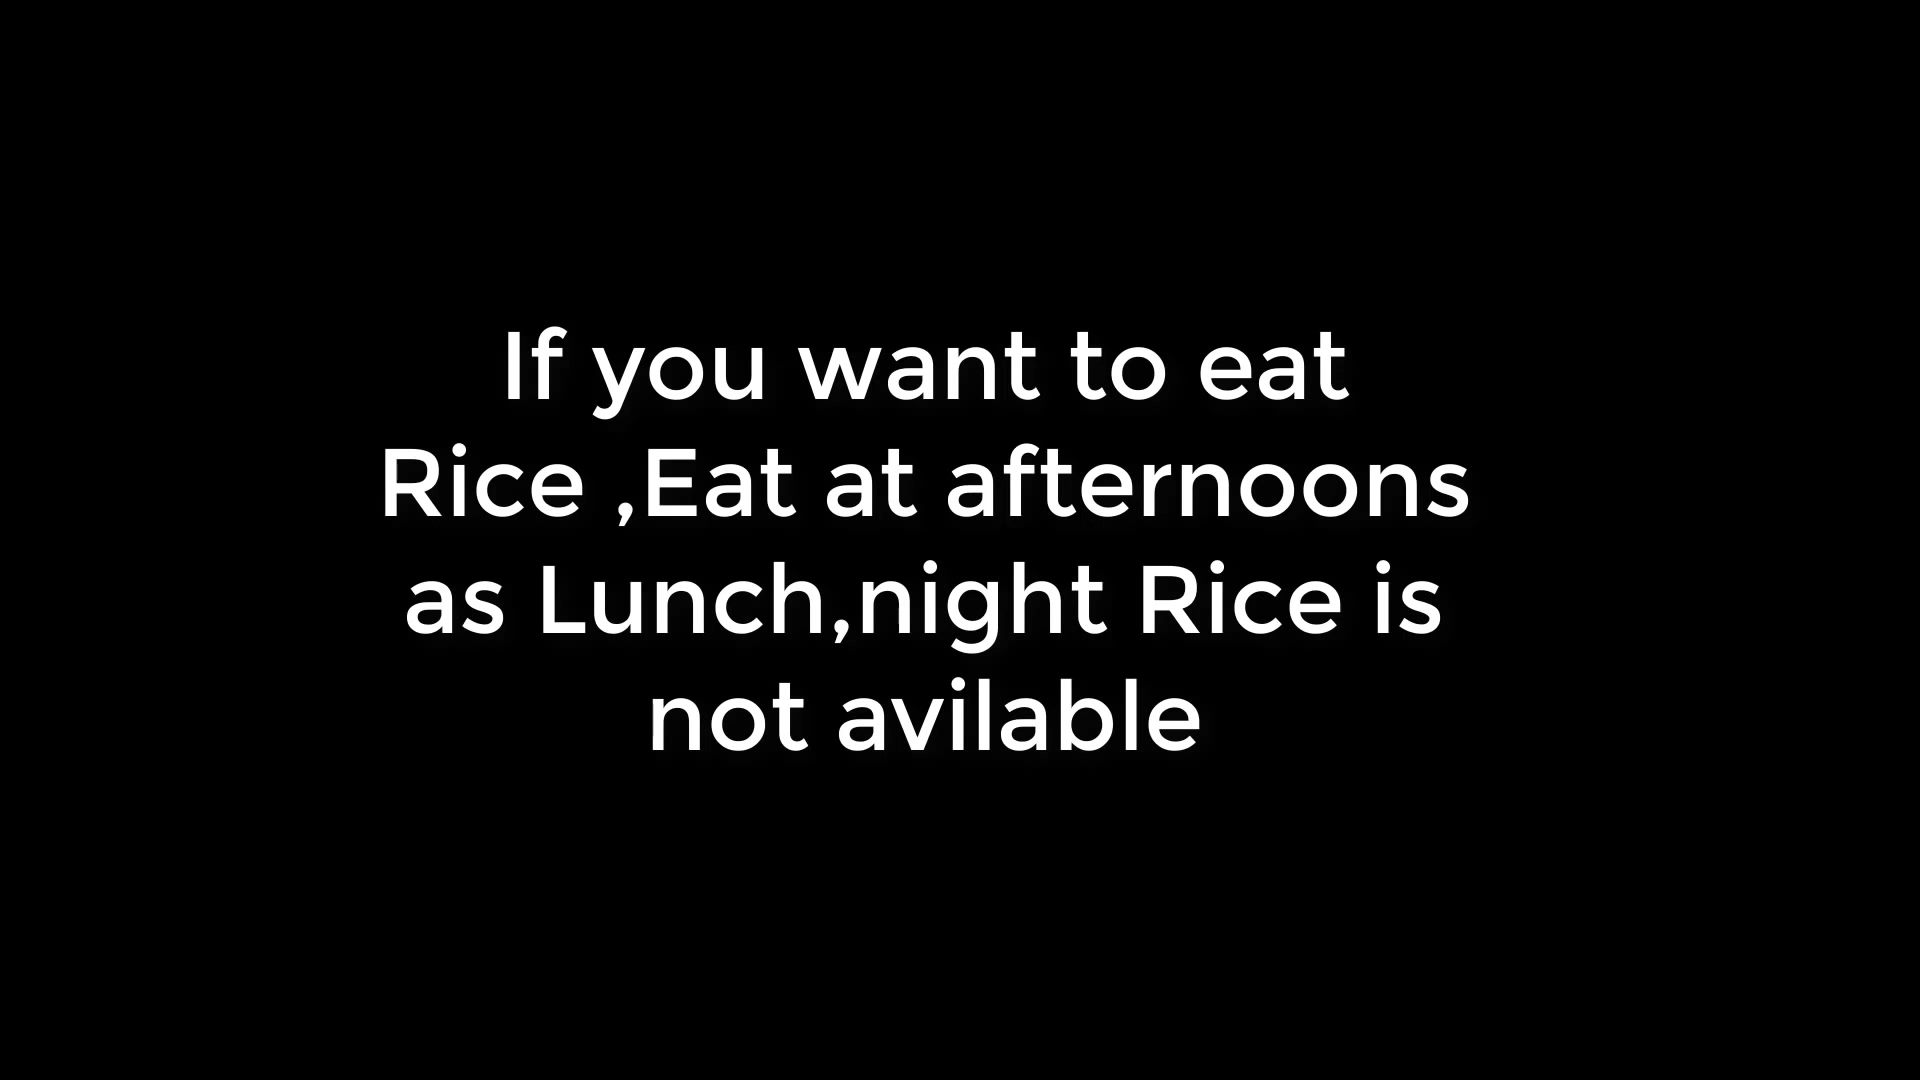 If you want to eat
Rice ,Eat at afternoons
as Lunch,night Rice is
not avilable